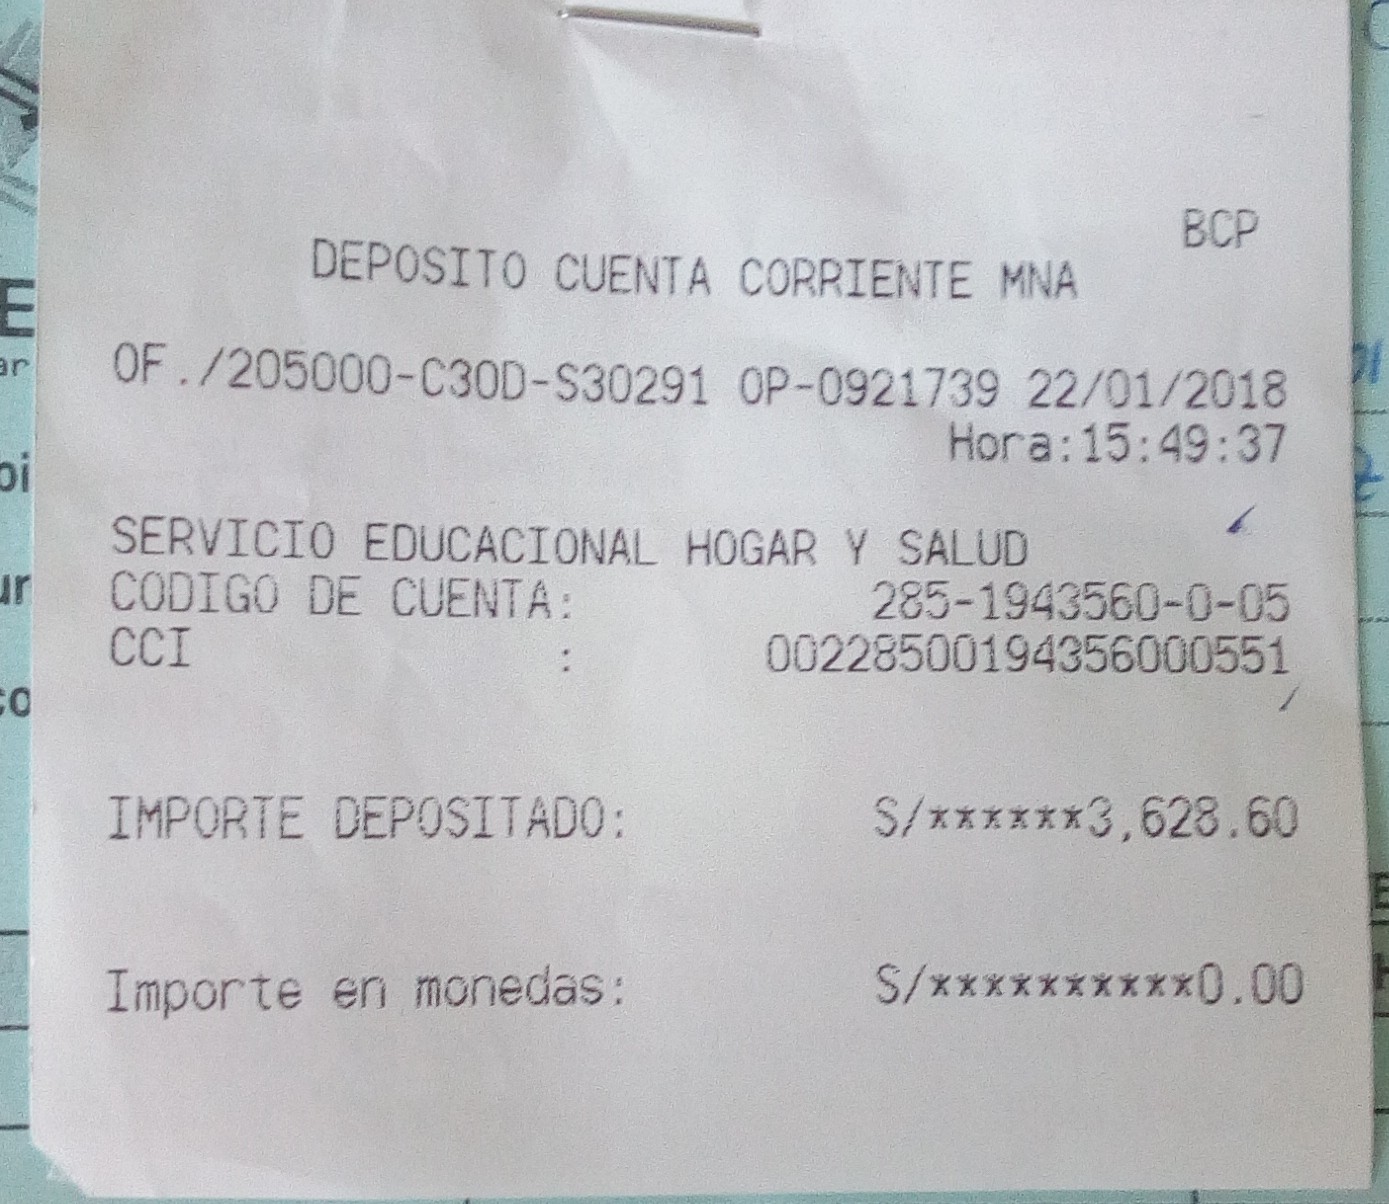 BCP
DEPOSITO CUENTA CORRIENTE MNA
OF./205000-C30D-S30291 OP-0921739 22/01/2018
Hora:15:49:37
SERVICIO EDUCACIONAL HOGAR Y SALUD
CODIGO DE CUENTA: 285-1943560-0-05
CCI : 00228500194356000551
IMPORTE DEPOSITADO: S/******3,628.60
Importe en monedas: S/**********0.00